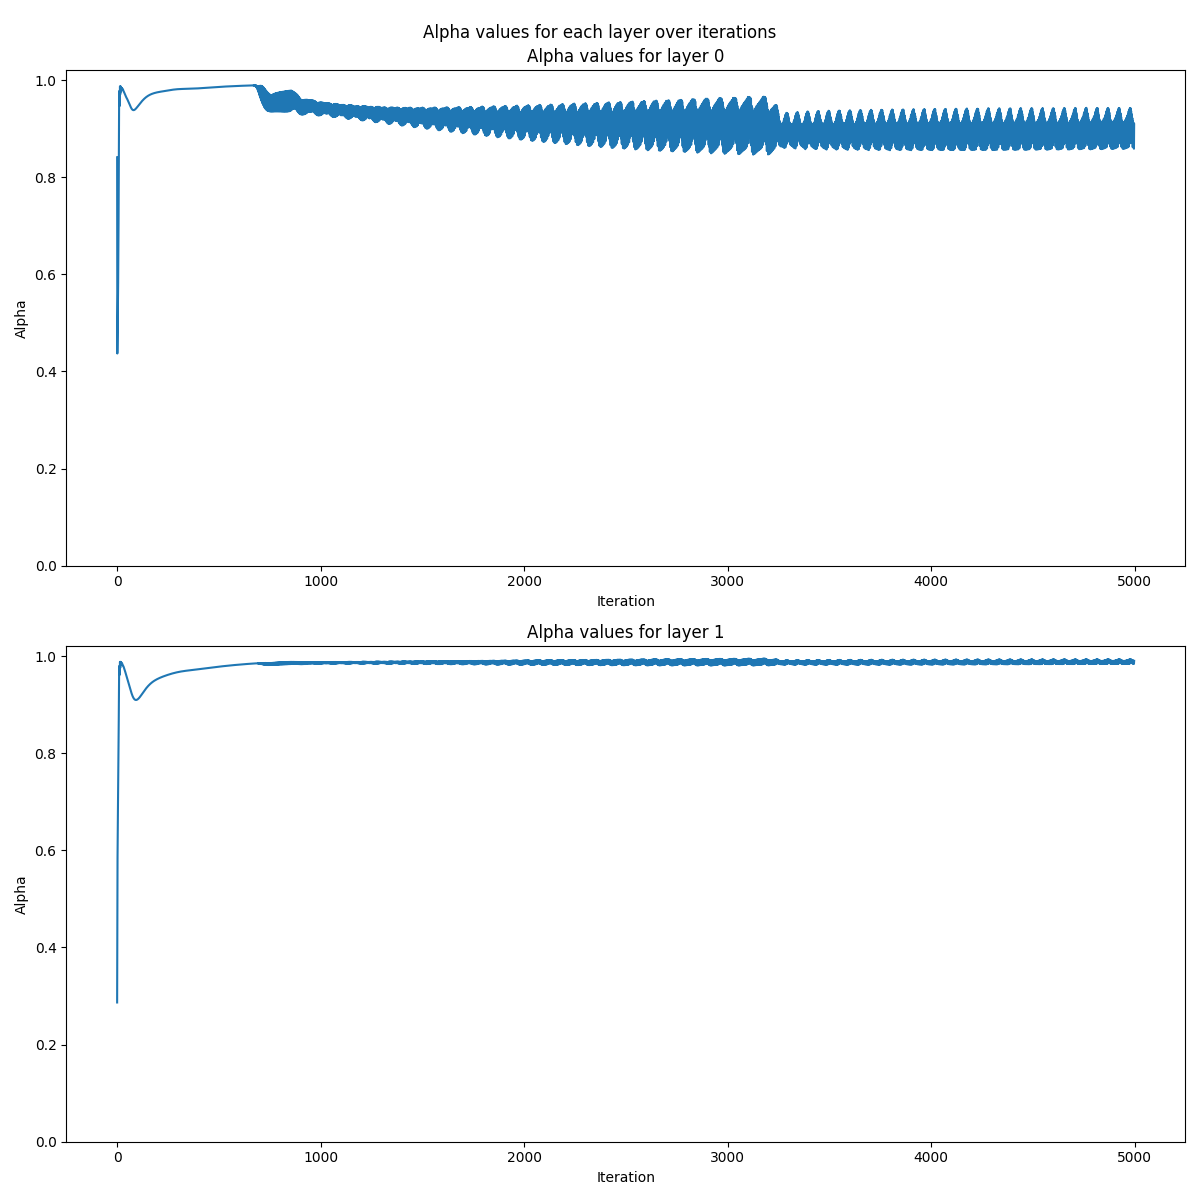 Alpha values for each layer over iterations
Alpha values for layer 0
1.0
0.8
0.6
0.4
0.2
0.0
Alpha
0 1000 2000 3000 4000 5000
Iteration
Alpha values for layer 1
1.0
0.8
0.6
0.4
0.2
0.0
Alpha
0 1000 2000 3000 4000 5000
Iteration